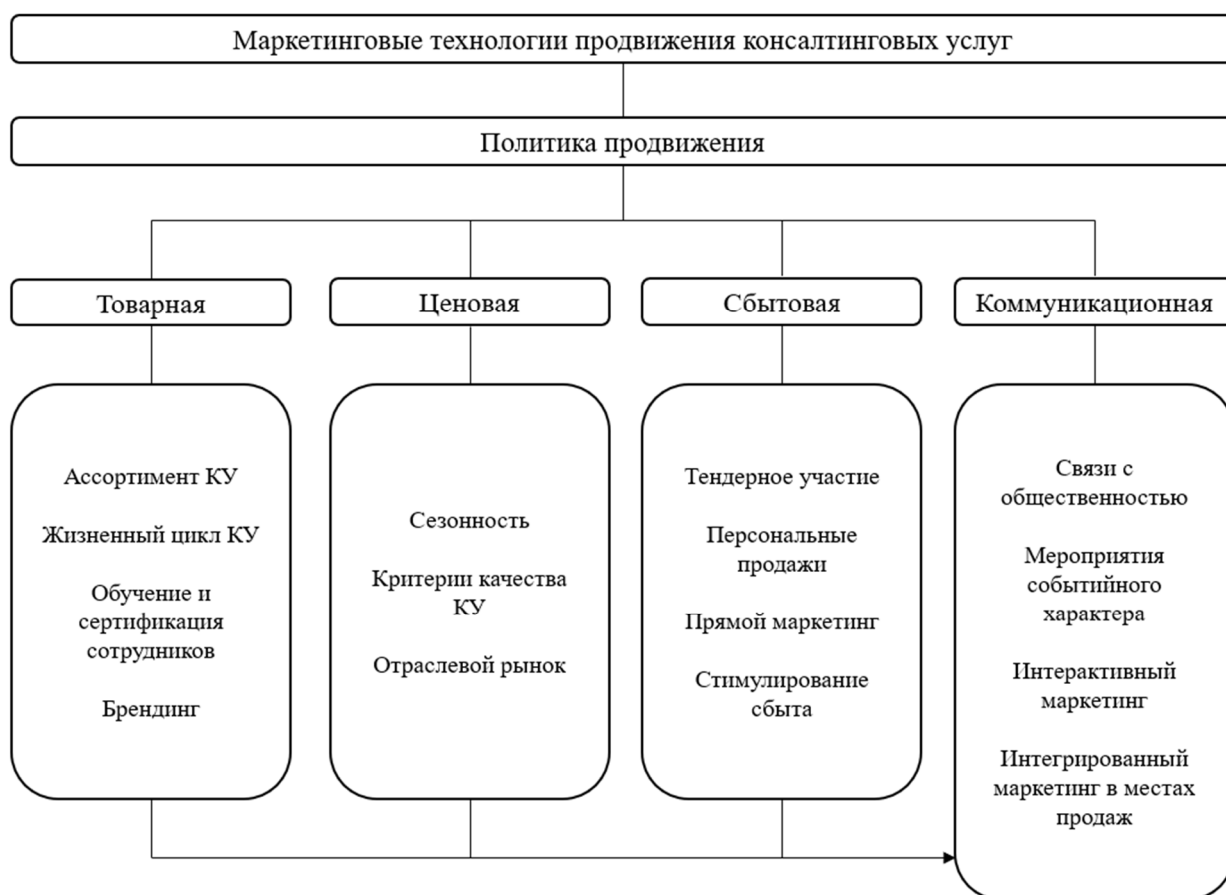 Маркетинговые технологии продвижения консалтинговых услуг
Политика продвижения
Товарная
Ценовая
Сбытовая
Коммуникационная
Ассортимент КУ
Жизненный цикл КУ
Обучение и
сертификация
сотрудников
Брендинг
Сезонность
Критерии качества
КУ
Отраслевой рынок
Тендерное участие
Персональные
продажи
Прямой маркетинг
Стимулирование
сбыта
Связи с
общественностью
Мероприятия
событийного
характера
Интерактивный
маркетинг
Интегрированный
маркетинг в местах
продаж